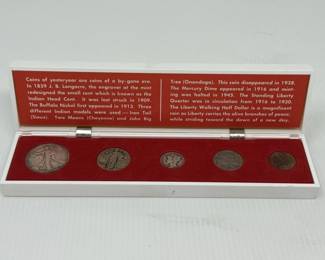 Coins of yesteryear are coins of a by-gone era.
In 1859 J. B. Longacre, the engraver at the mint
redesigned the small cent which is known as the
Indian Head Cent. It was last struck in 1909.
The Buffalo Nickel first appeared in 1913. Three
different Indian models were used — Iron Tail
(Sioux). Two Moons (Cheyenne) and John Big
Tree (Onondaga). This coin disappeared in 1938.
The Mercury Dime appeared in 1916 and mint-
ing was halted in 1945. The Standing Liberty
Quarter was in circulation from 1916 to 1930.
The Liberty Walking Half Dollar is a magnificent
coin as Liberty carries the olive branches of peace;
while striding toward the dawn of a new day.